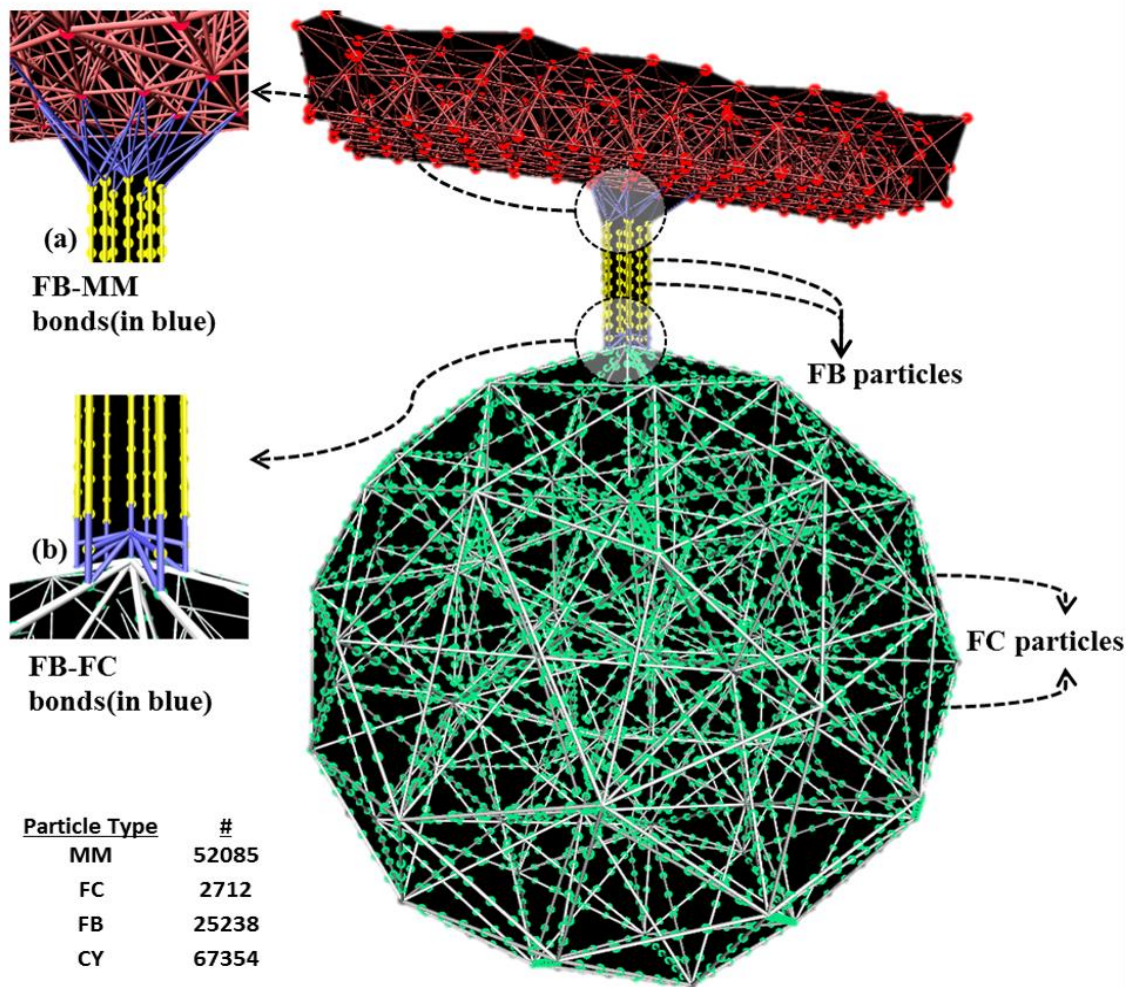 (a)
FB-MM
bonds(in blue)
FB particles
(b)
FB-FC
bonds(in blue)
FC particles
Particle Type #
MM 52085
FC 2712
FB 25238
CY 67354